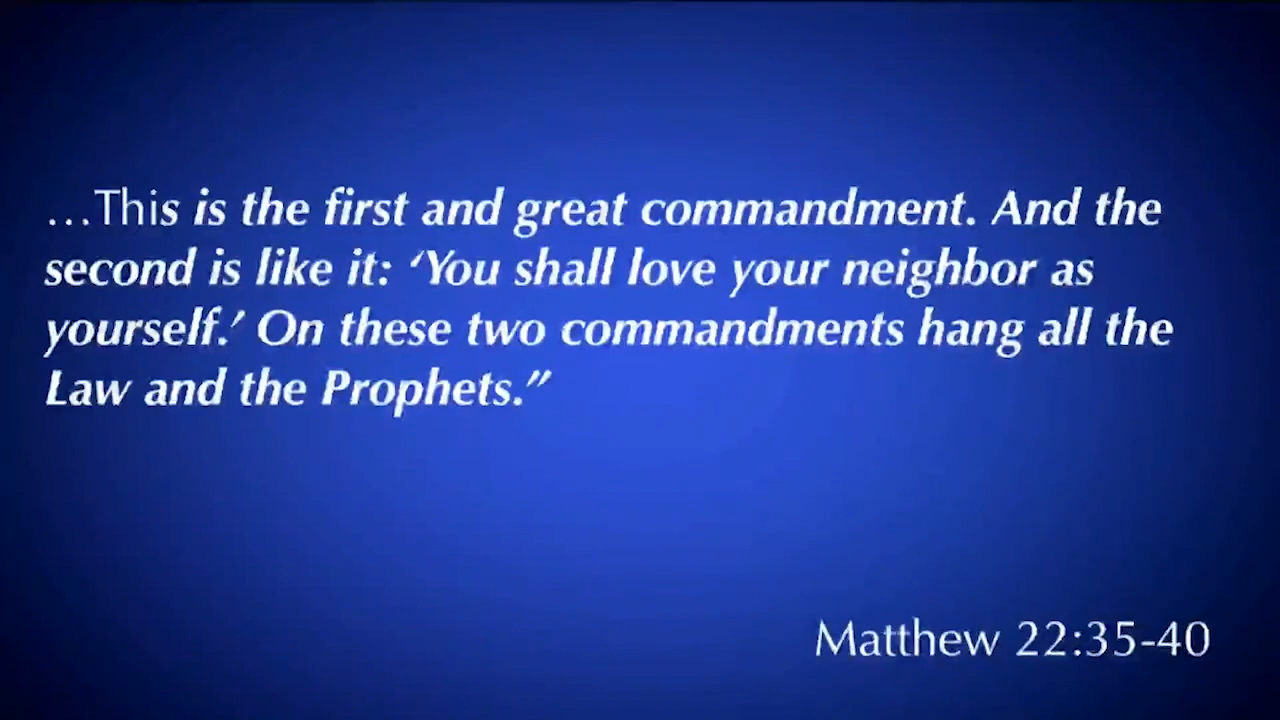 …This is the first and great commandment. And the
second is like it: ‘You shall love your neighbor as
yourself.’ On these two commandments hang all the
Law and the Prophets.”
Matthew 22:35-40